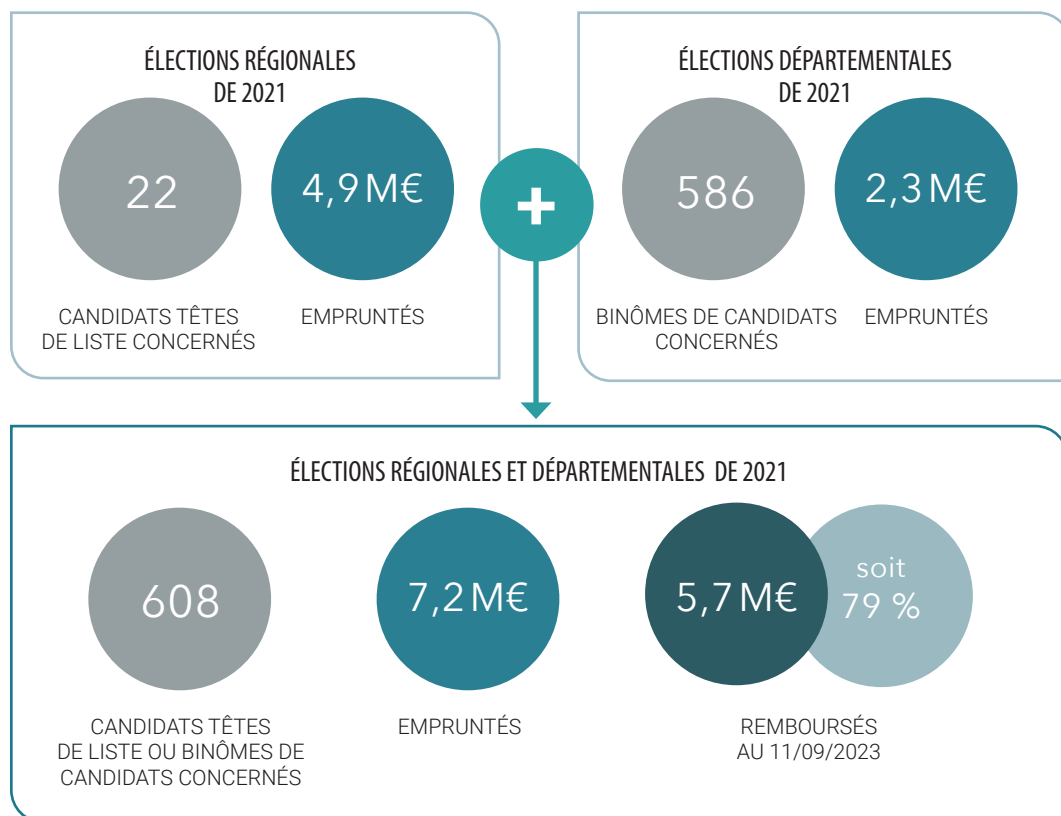 ÉLECTIONS RÉGIONALES
DE 2021
22
4,9 M€
CANDIDATS TÊTES
DE LISTE CONCERNÉS
EMPRUNTÉS
+
ÉLECTIONS DÉPARTEMENTALES
DE 2021
586
2,3 M€
BINÔMES DE CANDIDATS
CONCERNÉS
EMPRUNTÉS
ÉLECTIONS RÉGIONALES ET DÉPARTEMENTALES DE 2021
608
7,2 M€
5,7 M€
soit
79 %
CANDIDATS TÊTES
DE LISTE OU BINÔMES DE
CANDIDATS CONCERNÉS
EMPRUNTÉS
REMBOURSÉS
AU 11/09/2023